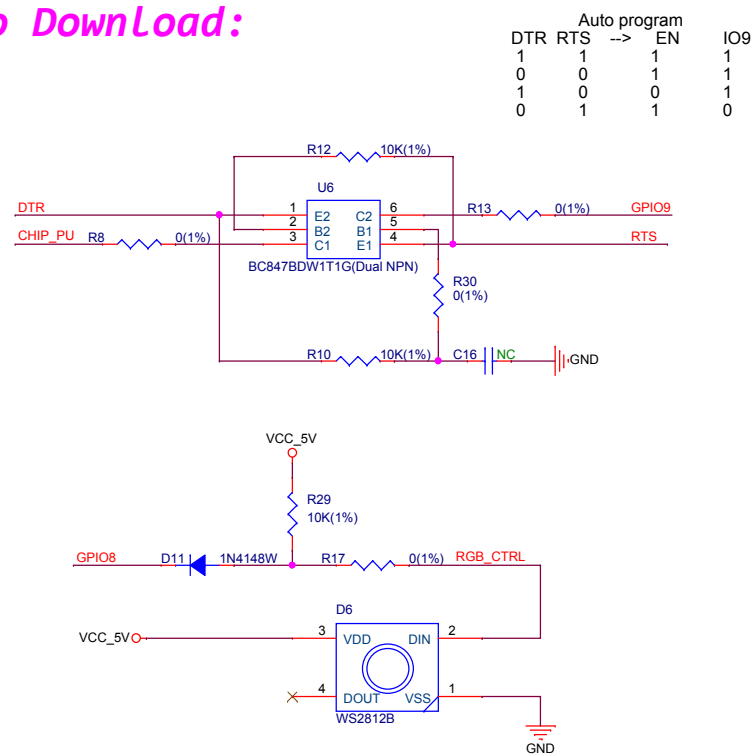 Download:
Auto program
DTR RTS --> EN IO9
1 1 1 1
0 0 1 1
1 0 0 1
0 1 1 0
R12 10K(1%)
U6
DTR 1 E2 C2 6 R13 0(1%) GPIO9
2 B2 B1 5
CHIP_PU R8 0(1%) 3 C1 E1 4 RTS
BC847BDW1T1G(Dual NPN)
R30
0(1%)
R10 10K(1%) C16 NC GND
VCC_5V
R29
10K(1%)
GPIO8 D11 1N4148W R17 0(1%) RGB_CTRL
D6
VCC_5V 3 VDD DIN 2
4 DOUT VSS 1
WS2812B
GND